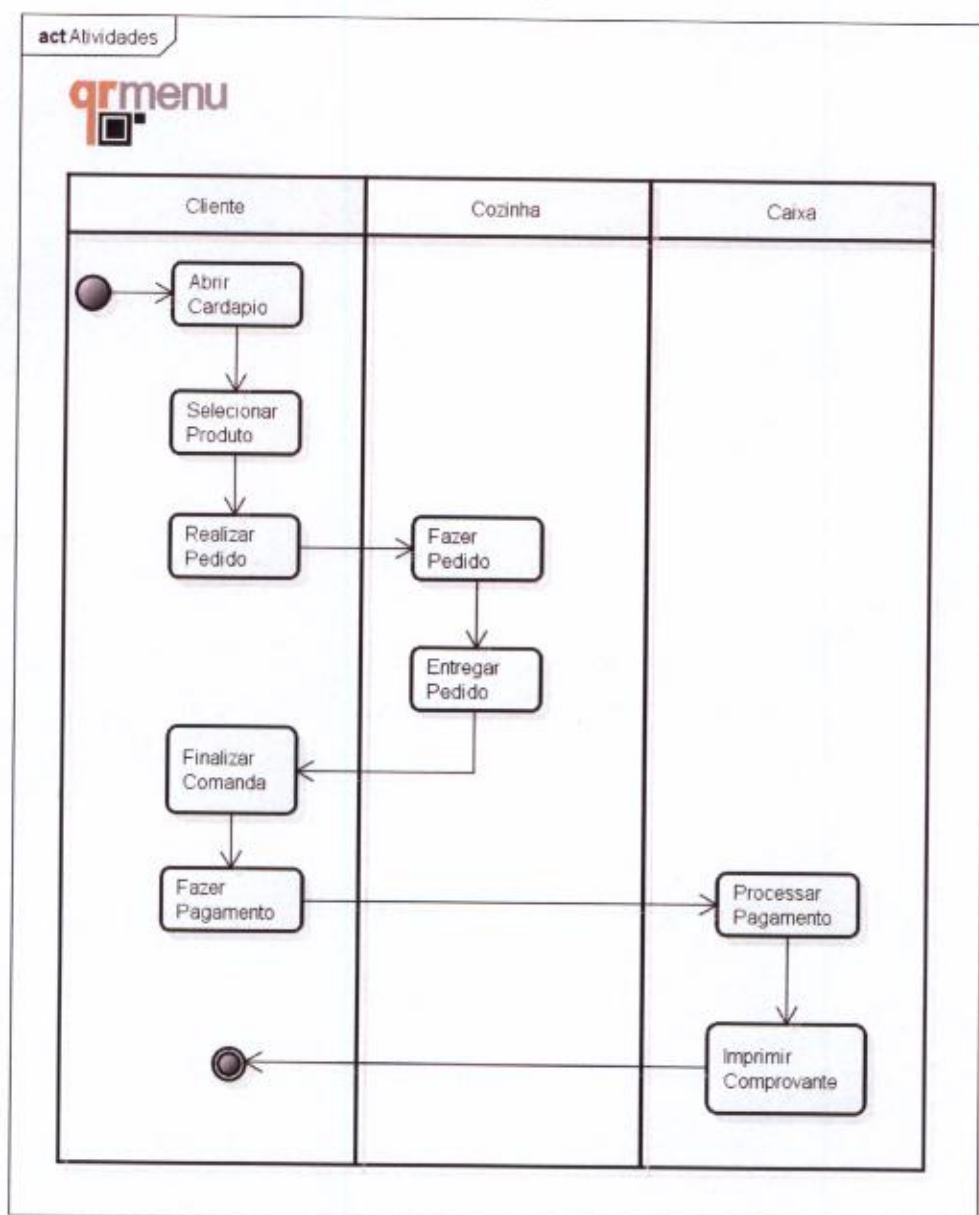 act Atividades
qrmenu
Cliente
Cozinha
Caixa
Abrir
Cardapio
Selecionar
Produto
Realizar
Pedido
Fazer
Pedido
Entregar
Pedido
Finalizar
Comanda
Fazer
Pagamento
Processar
Pagamento
Imprimir
Comprovante